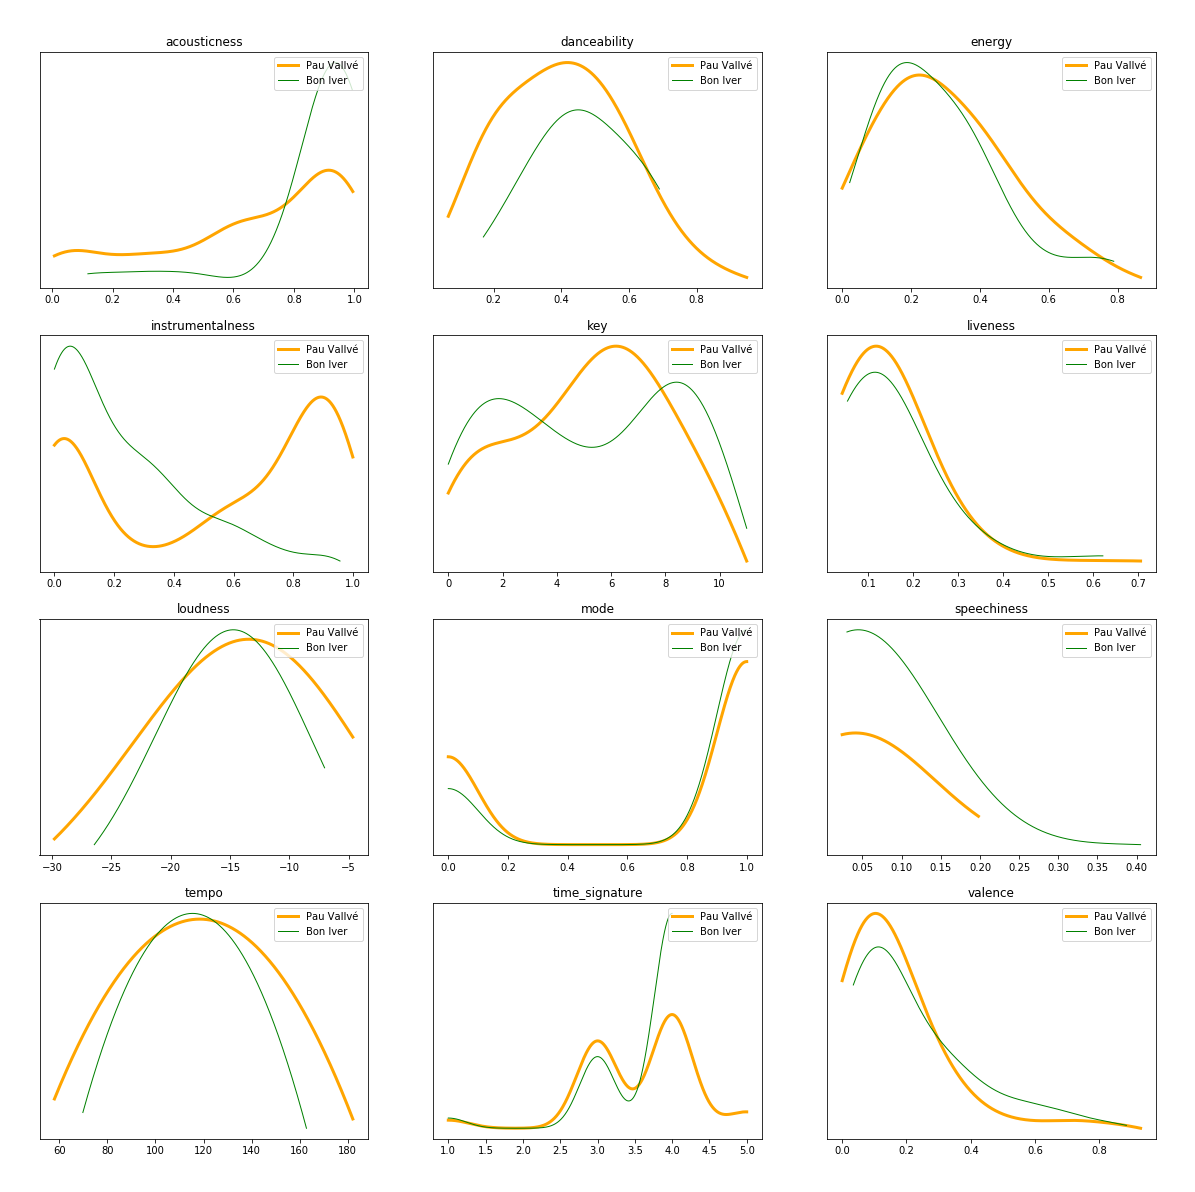 acousticness
Pau Vallvé
Bon Iver
0.0 0.2 0.4 0.6 0.8 1.0
danceability
Pau Vallvé
Bon Iver
0.2 0.4 0.6 0.8
energy
Pau Vallvé
Bon Iver
0.0 0.2 0.4 0.6 0.8
instrumentalness
Pau Vallvé
Bon Iver
0.0 0.2 0.4 0.6 0.8 1.0
key
Pau Vallvé
Bon Iver
0 2 4 6 8 10
liveness
Pau Vallvé
Bon Iver
0.1 0.2 0.3 0.4 0.5 0.6 0.7
loudness
Pau Vallvé
Bon Iver
−30 −25 −20 −15 −10 −5
mode
Pau Vallvé
Bon Iver
0.0 0.2 0.4 0.6 0.8 1.0
speechiness
Pau Vallvé
Bon Iver
0.05 0.10 0.15 0.20 0.25 0.30 0.35 0.40
tempo
Pau Vallvé
Bon Iver
60 80 100 120 140 160 180
time_signature
Pau Vallvé
Bon Iver
1.0 1.5 2.0 2.5 3.0 3.5 4.0 4.5 5.0
valence
Pau Vallvé
Bon Iver
0.0 0.2 0.4 0.6 0.8